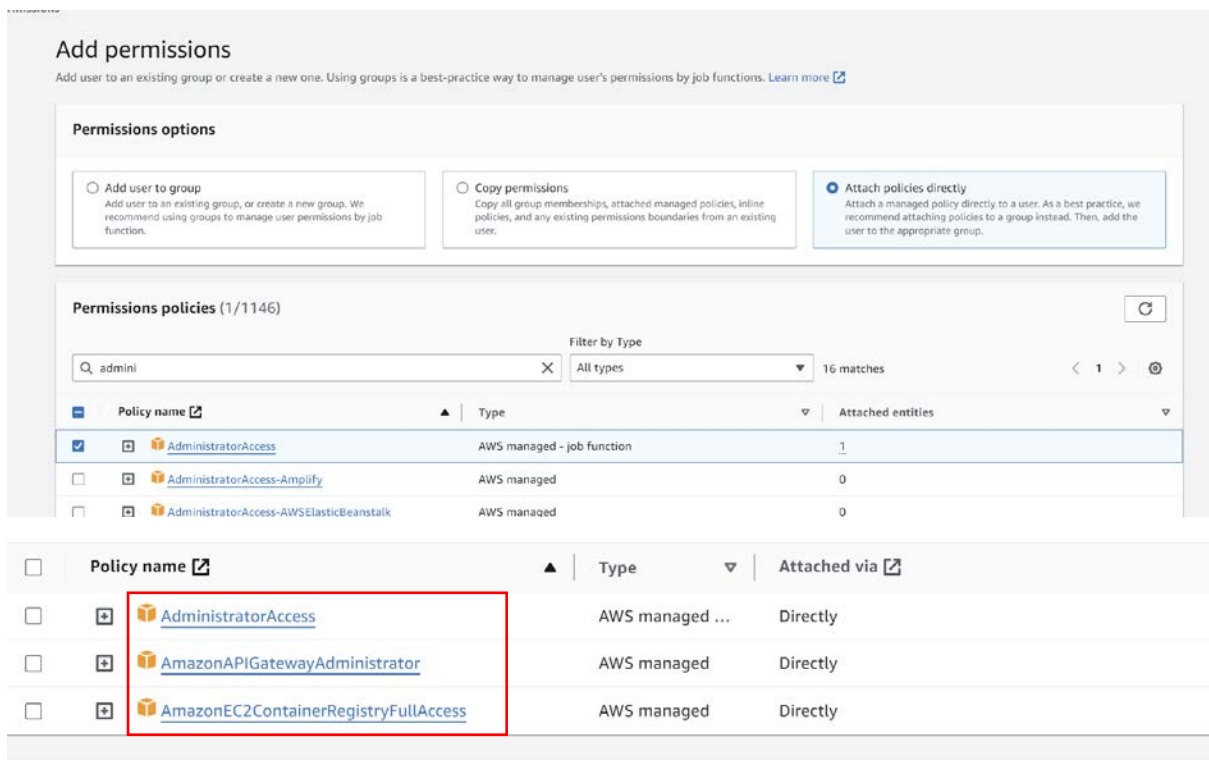 Add permissions
Add user to an existing group or create a new one. Using groups is a best-practice way to manage user's permissions by job functions. Learn more
Permissions options
Add user to group
Add user to an existing group, or create a new group. We
recommend using groups to manage user permissions by job
function.
Copy permissions
Copy all group memberships, attached managed policies, inline
policies, and any existing permissions boundaries from an existing
user.
Attach policies directly
Attach a managed policy directly to a user. As a best practice, we
recommend attaching policies to a group instead. Then, add the
user to the appropriate group.
Permissions policies (1/1146)
Filter by Type
admini All types 16 matches 1
Policy name Type Attached entities
AdministratorAccess AWS managed - job function 1
AdministratorAccess-Amplify AWS managed 0
AdministratorAccess-AWSElasticBeanstalk AWS managed 0
Policy name Type Attached via
AdministratorAccess AWS managed ... Directly
AmazonAPIGatewayAdministrator AWS managed Directly
AmazonEC2ContainerRegistryFullAccess AWS managed Directly